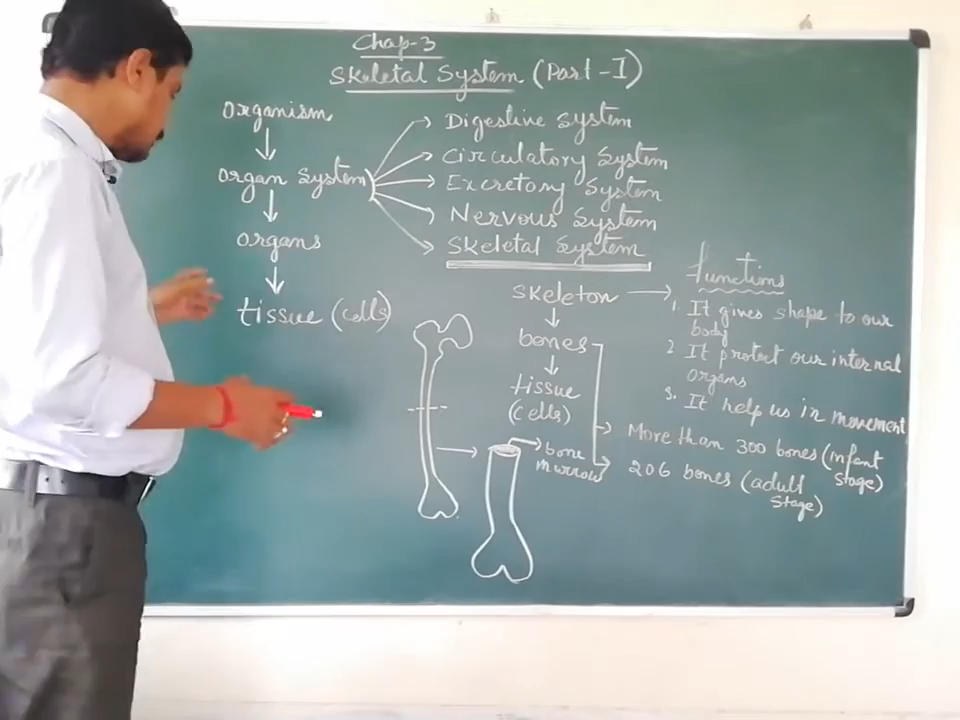 Chap-3
Skeletal System (Part-I)
Organism
Organ System
Organs
tissue (cells)
Digestive System
Circulatory System
Excretory System
Nervous System
Skeletal System
Skeleton
bones
tissue
(cells)
bone
marrow
functions
1. It gives shape to our
body
2 It protect our internal
organs
3. It help us in movement
More than 300 bones (infant
stage)
206 bones (adult
stage)